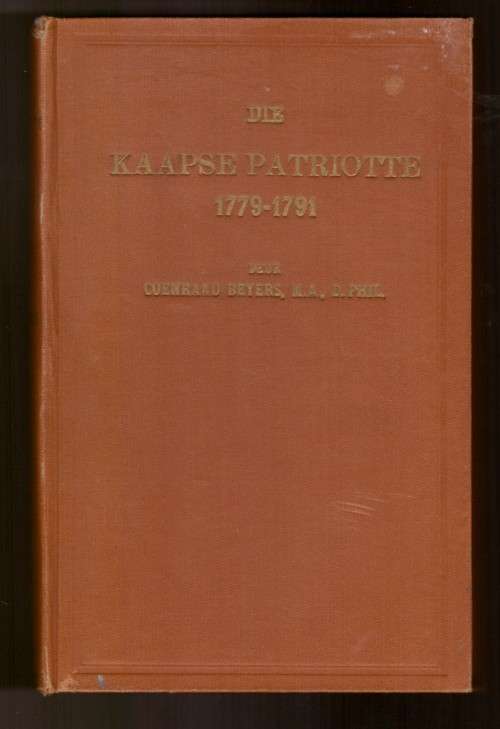 DIE
KAAPSE PATRIOTTE
1779-1791
DEUR
COENRAAD BEYERS, M.A., D. PHIL.